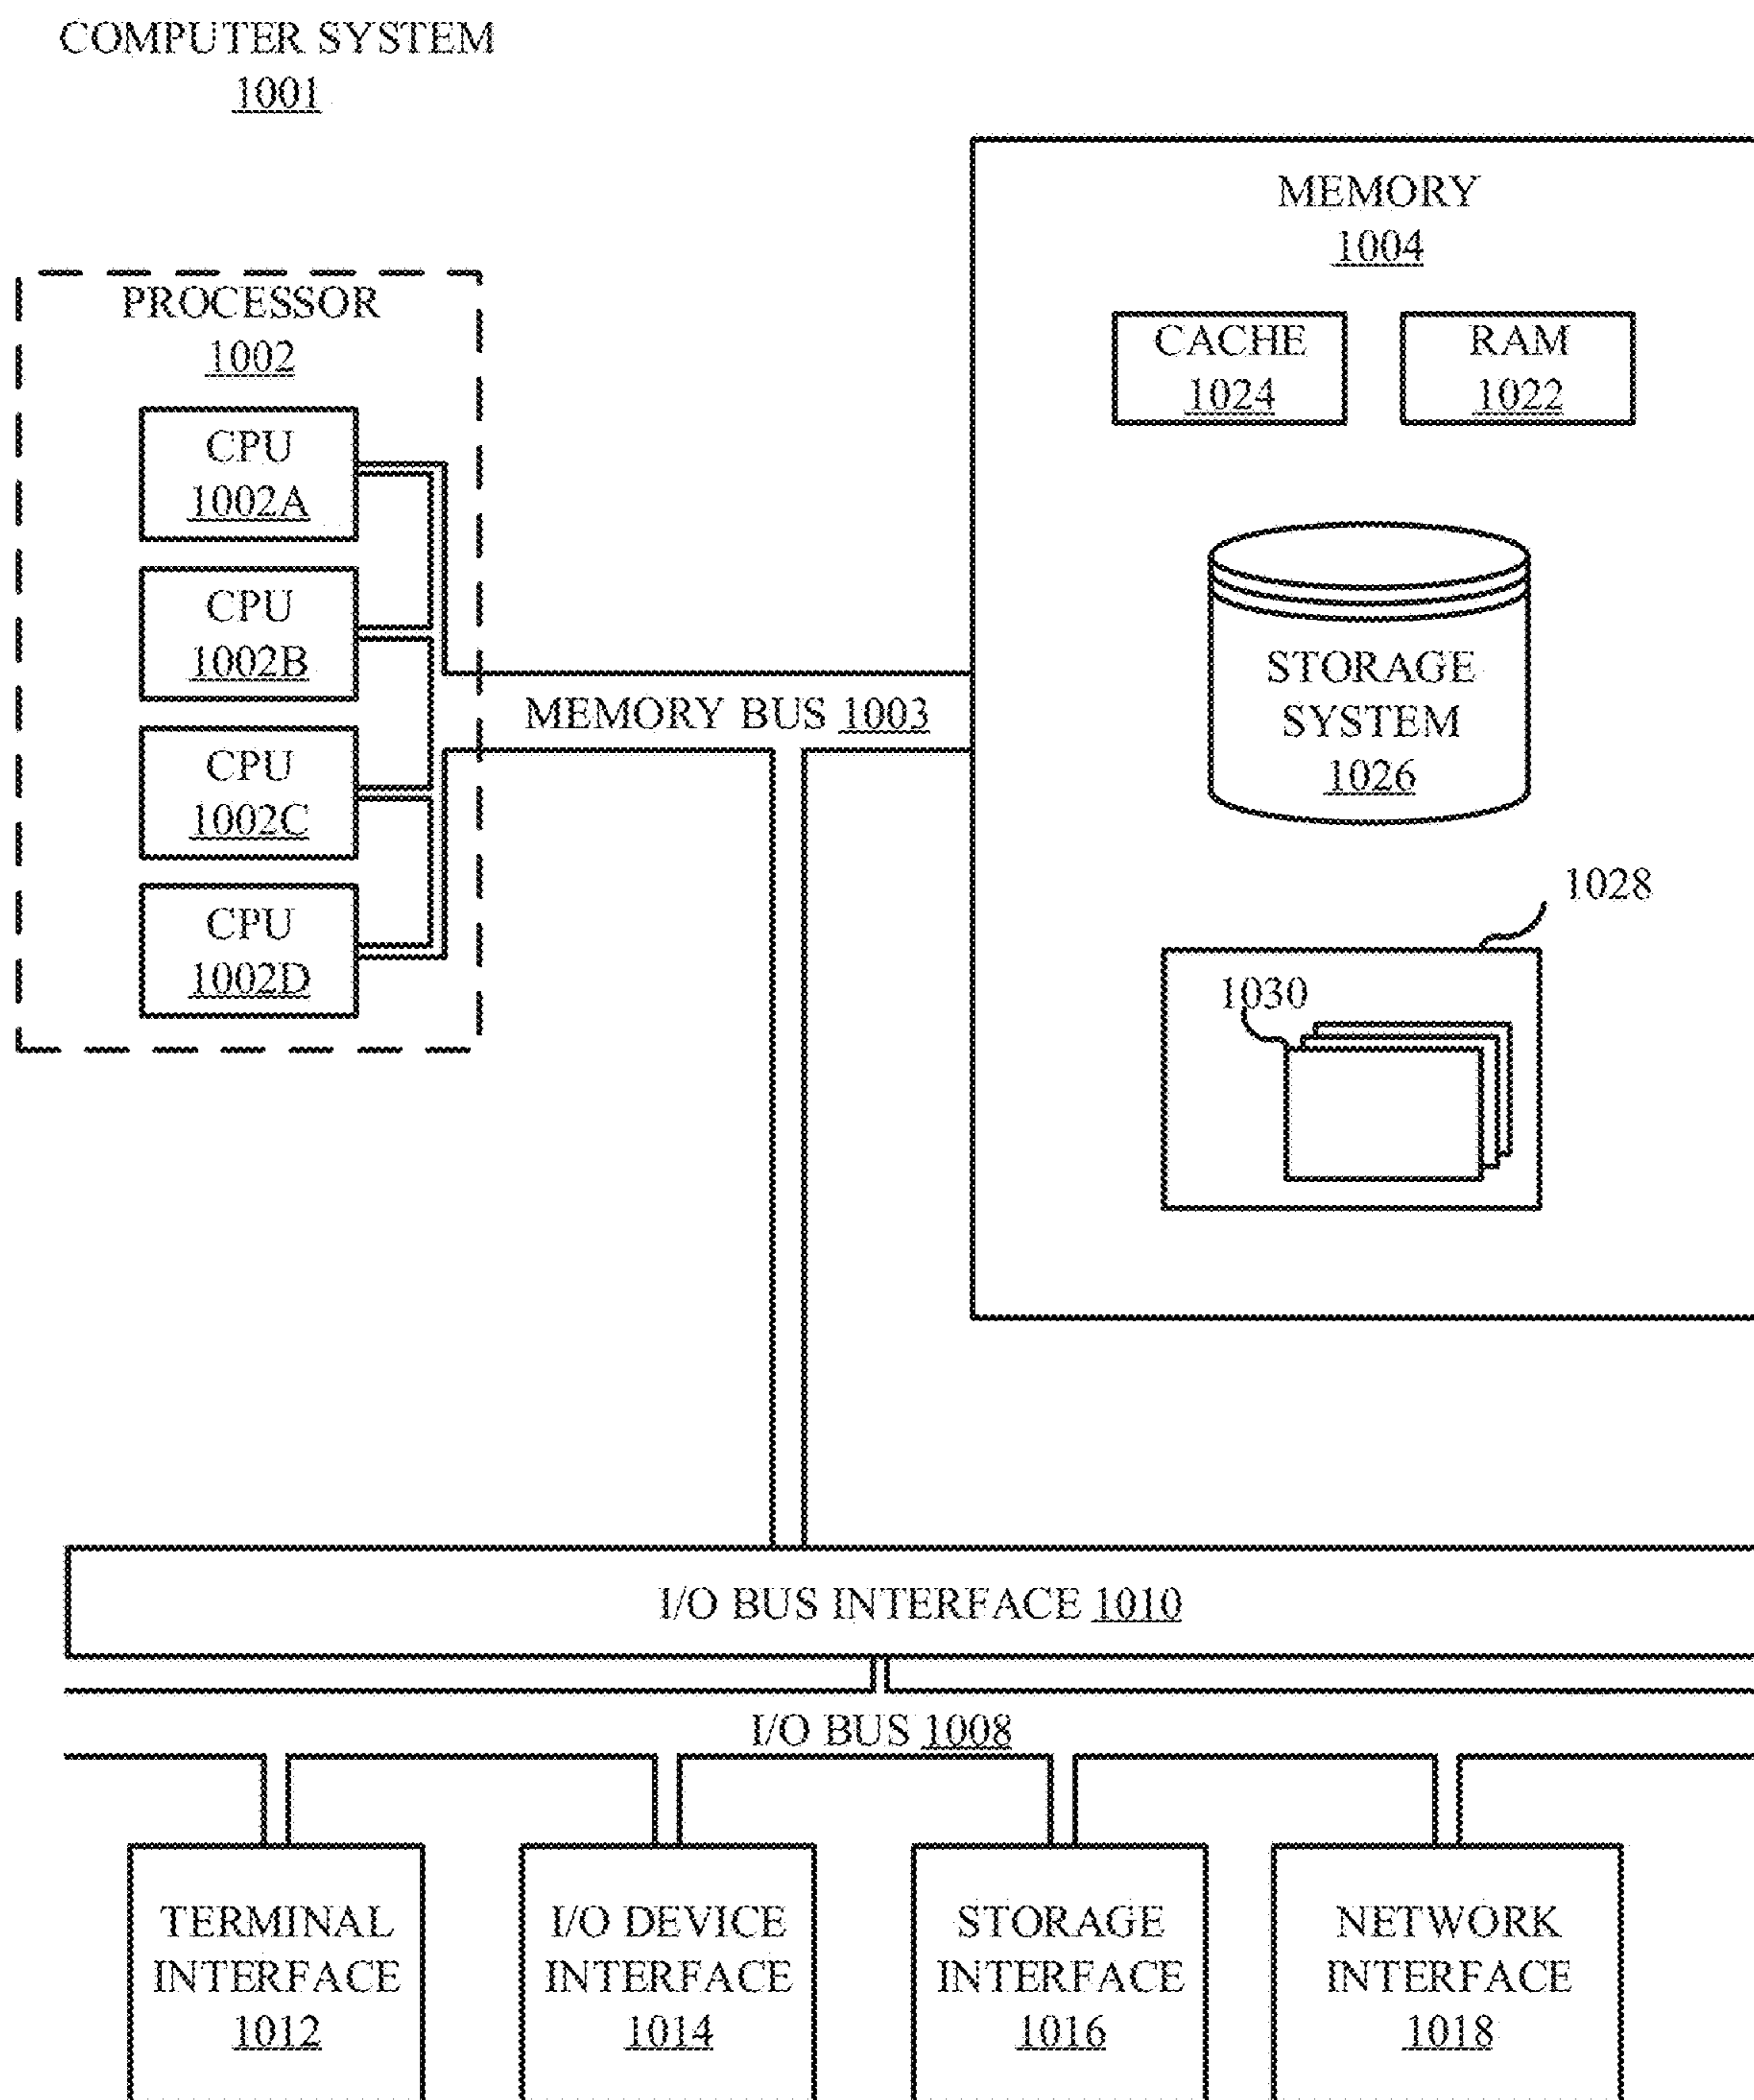 COMPUTER SYSTEM
1001
MEMORY
1004
PROCESSOR
1002
CACHE
1024
RAM
1022
CPU
1002A
CPU
1002B
CPU
1002C
CPU
1002D
MEMORY BUS 1003
STORAGE
SYSTEM
1026
1028
1030
I/O BUS INTERFACE 1010
I/O BUS 1008
TERMINAL
INTERFACE
1012
I/O DEVICE
INTERFACE
1014
STORAGE
INTERFACE
1016
NETWORK
INTERFACE
1018